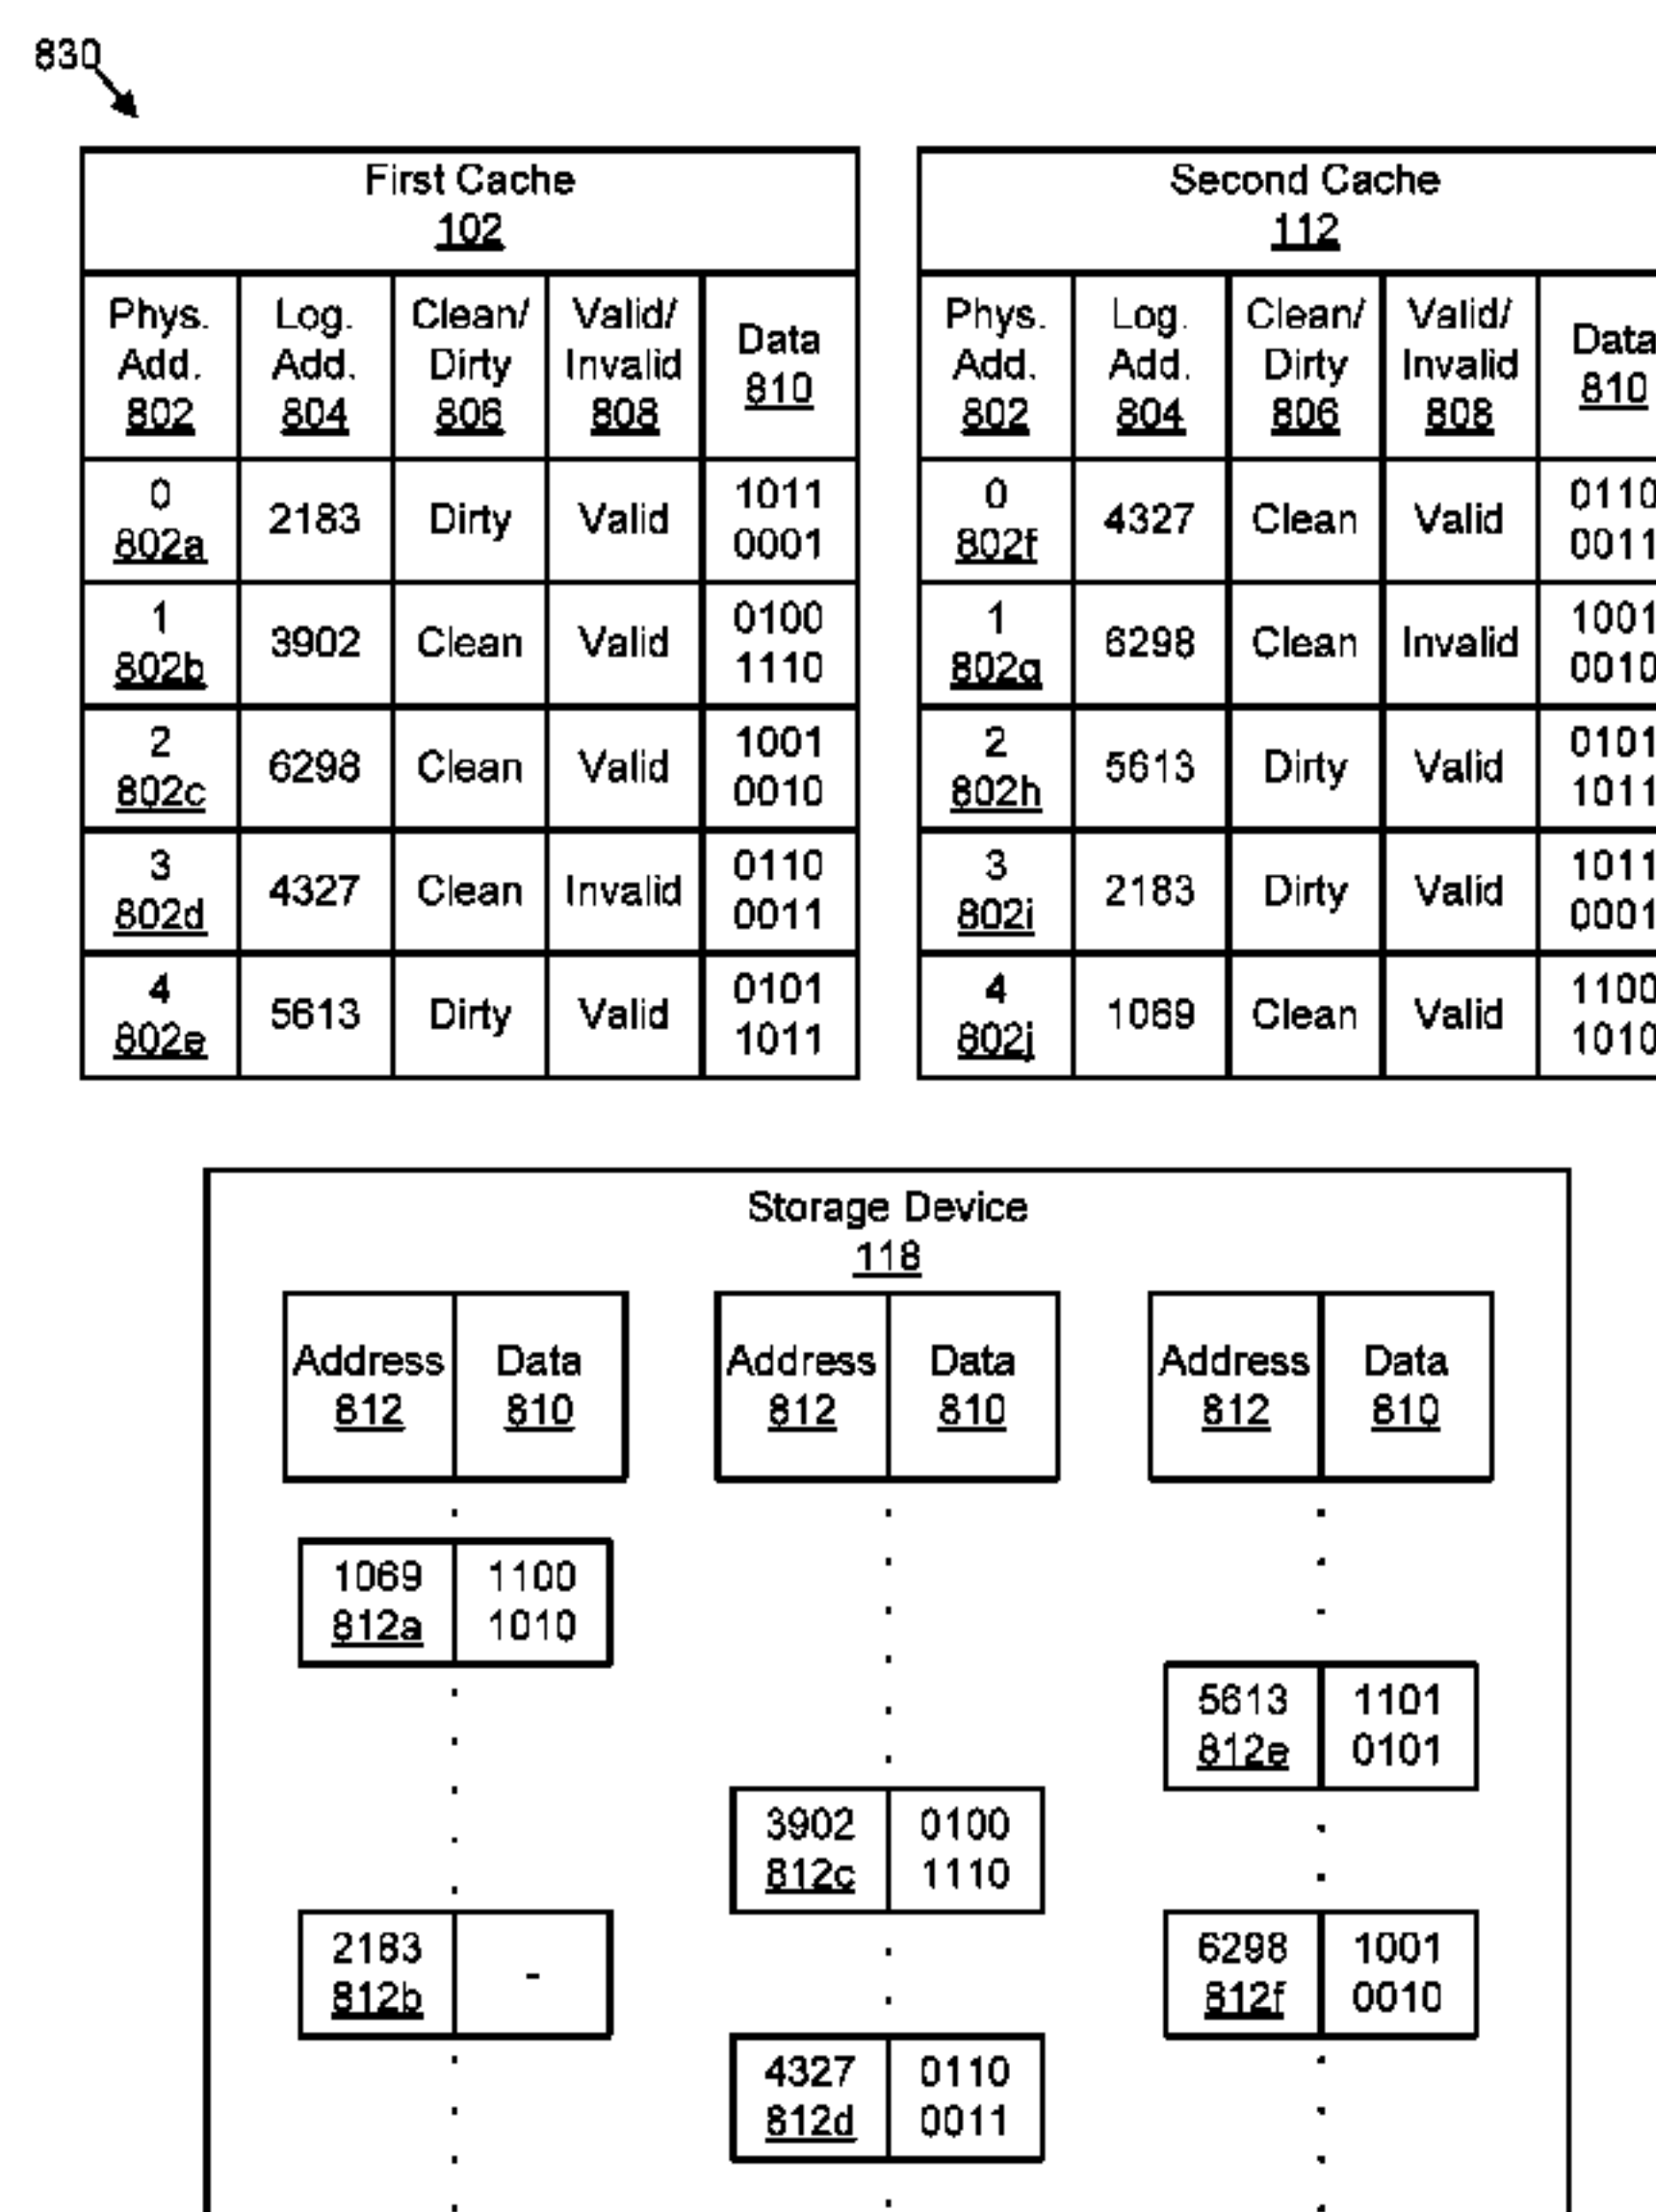 830
First Cache
102
Phys. Add. 802 Log. Add. 804 Clean/ Dirty 806 Valid/ Invalid 808 Data 810
0 802a 2183 Dirty Valid 1011 0001
1 802b 3902 Clean Valid 0100 1110
2 802c 6298 Clean Valid 1001 0010
3 802d 4327 Clean Invalid 0110 0011
4 802e 5613 Dirty Valid 0101 1011
Second Cache
112
Phys. Add. 802 Log. Add. 804 Clean/ Dirty 806 Valid/ Invalid 808 Data 810
0 802f 4327 Clean Valid 0110 0011
1 802g 6298 Clean Invalid 1001 0010
2 802h 5613 Dirty Valid 0101 1011
3 802i 2183 Dirty Valid 1011 0001
4 802j 1069 Clean Valid 1100 1010
Storage Device
118
Address 812 Data 810
1069 812a 1100 1010
2183 812b -
Address 812 Data 810
3902 812c 0100 1110
4327 812d 0110 0011
Address 812 Data 810
5613 812e 1101 0101
6298 812f 1001 0010